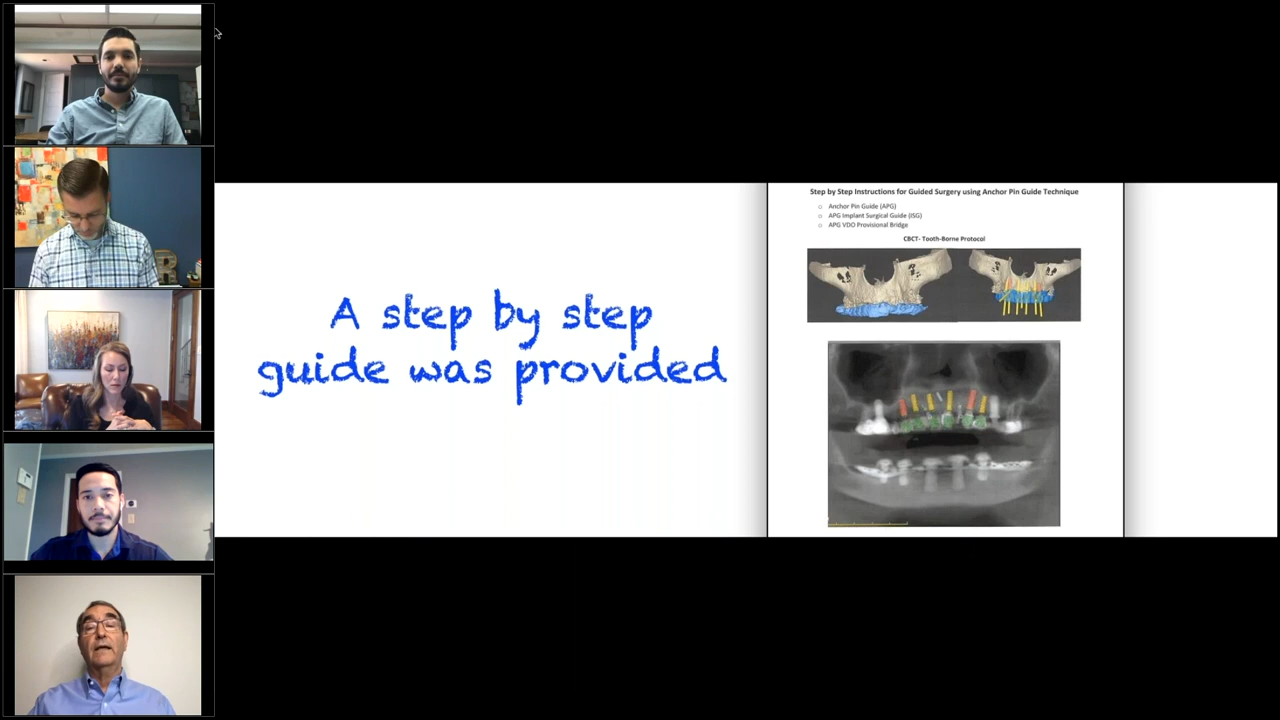 A step by step
guide was provided
Step by Step Instructions for Guided Surgery using Anchor Pin Guide Technique
o Anchor Pin Guide (APG)
o APG Implant Surgical Guide (ISG)
o APG VDO Provisional Bridge
CBCT- Tooth-Borne Protocol
R